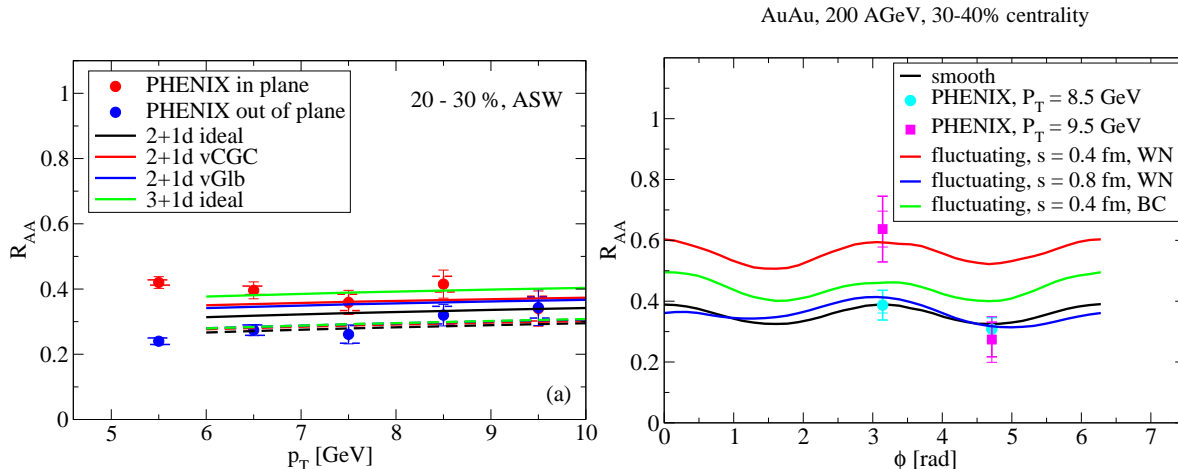 AuAu, 200 AGeV, 30-40% centrality
PHENIX in plane
PHENIX out of plane
2+1d ideal
2+1d vCGC
2+1d vGlb
3+1d ideal
20 - 30 %, ASW
(a)
R_AA
1
0.8
0.6
0.4
0.2
0
5 6 7 8 9 10
p_T [GeV]
smooth
PHENIX, P_T = 8.5 GeV
PHENIX, P_T = 9.5 GeV
fluctuating, s = 0.4 fm, WN
fluctuating, s = 0.8 fm, WN
fluctuating, s = 0.4 fm, BC
R_AA
1
0.8
0.6
0.4
0.2
0
0 1 2 3 4 5 6 7
ϕ [rad]